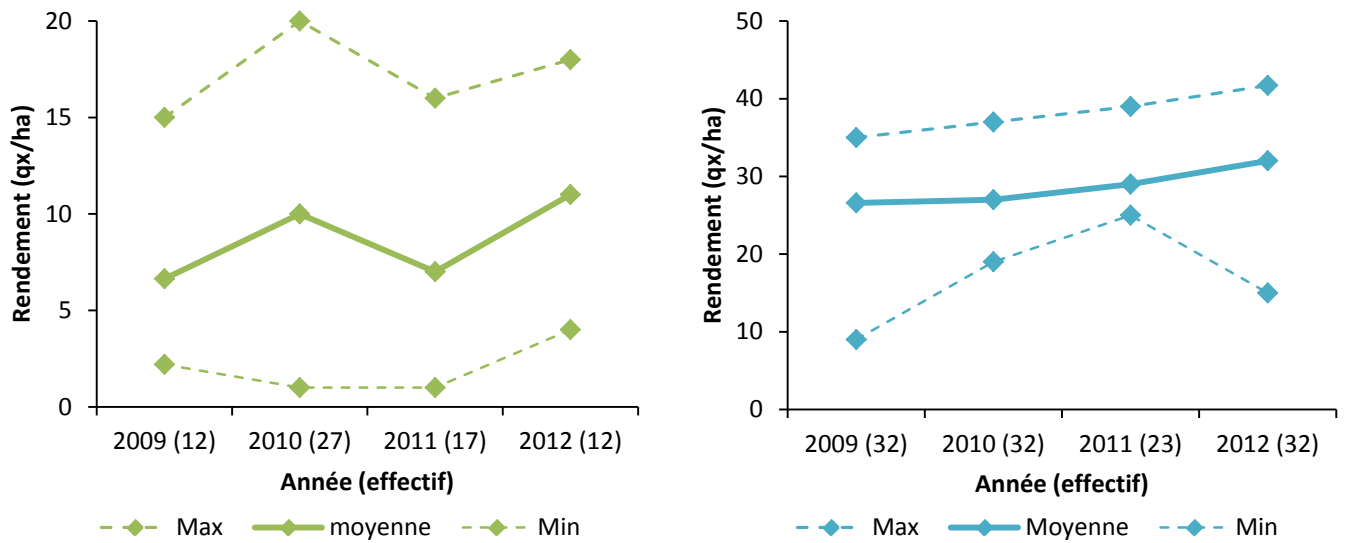 Rendement (qx/ha)
20
15
10
5
0
2009 (12) 2010 (27) 2011 (17) 2012 (12)
Année (effectif)
Max moyenne Min
Rendement (qx/ha)
50
40
30
20
10
0
2009 (32) 2010 (32) 2011 (23) 2012 (32)
Année (effectif)
Max Moyenne Min